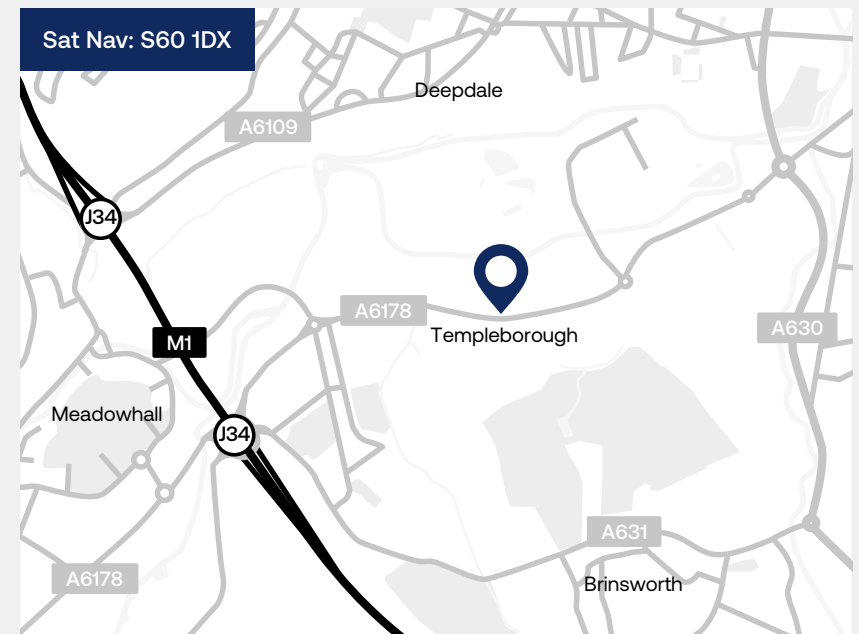 Sat Nav: S60 1DX
Deepdale
A6109
J34
A6178
A630
Templeborough
M1
Meadowhall
J34
A631
A6178
Brinsworth